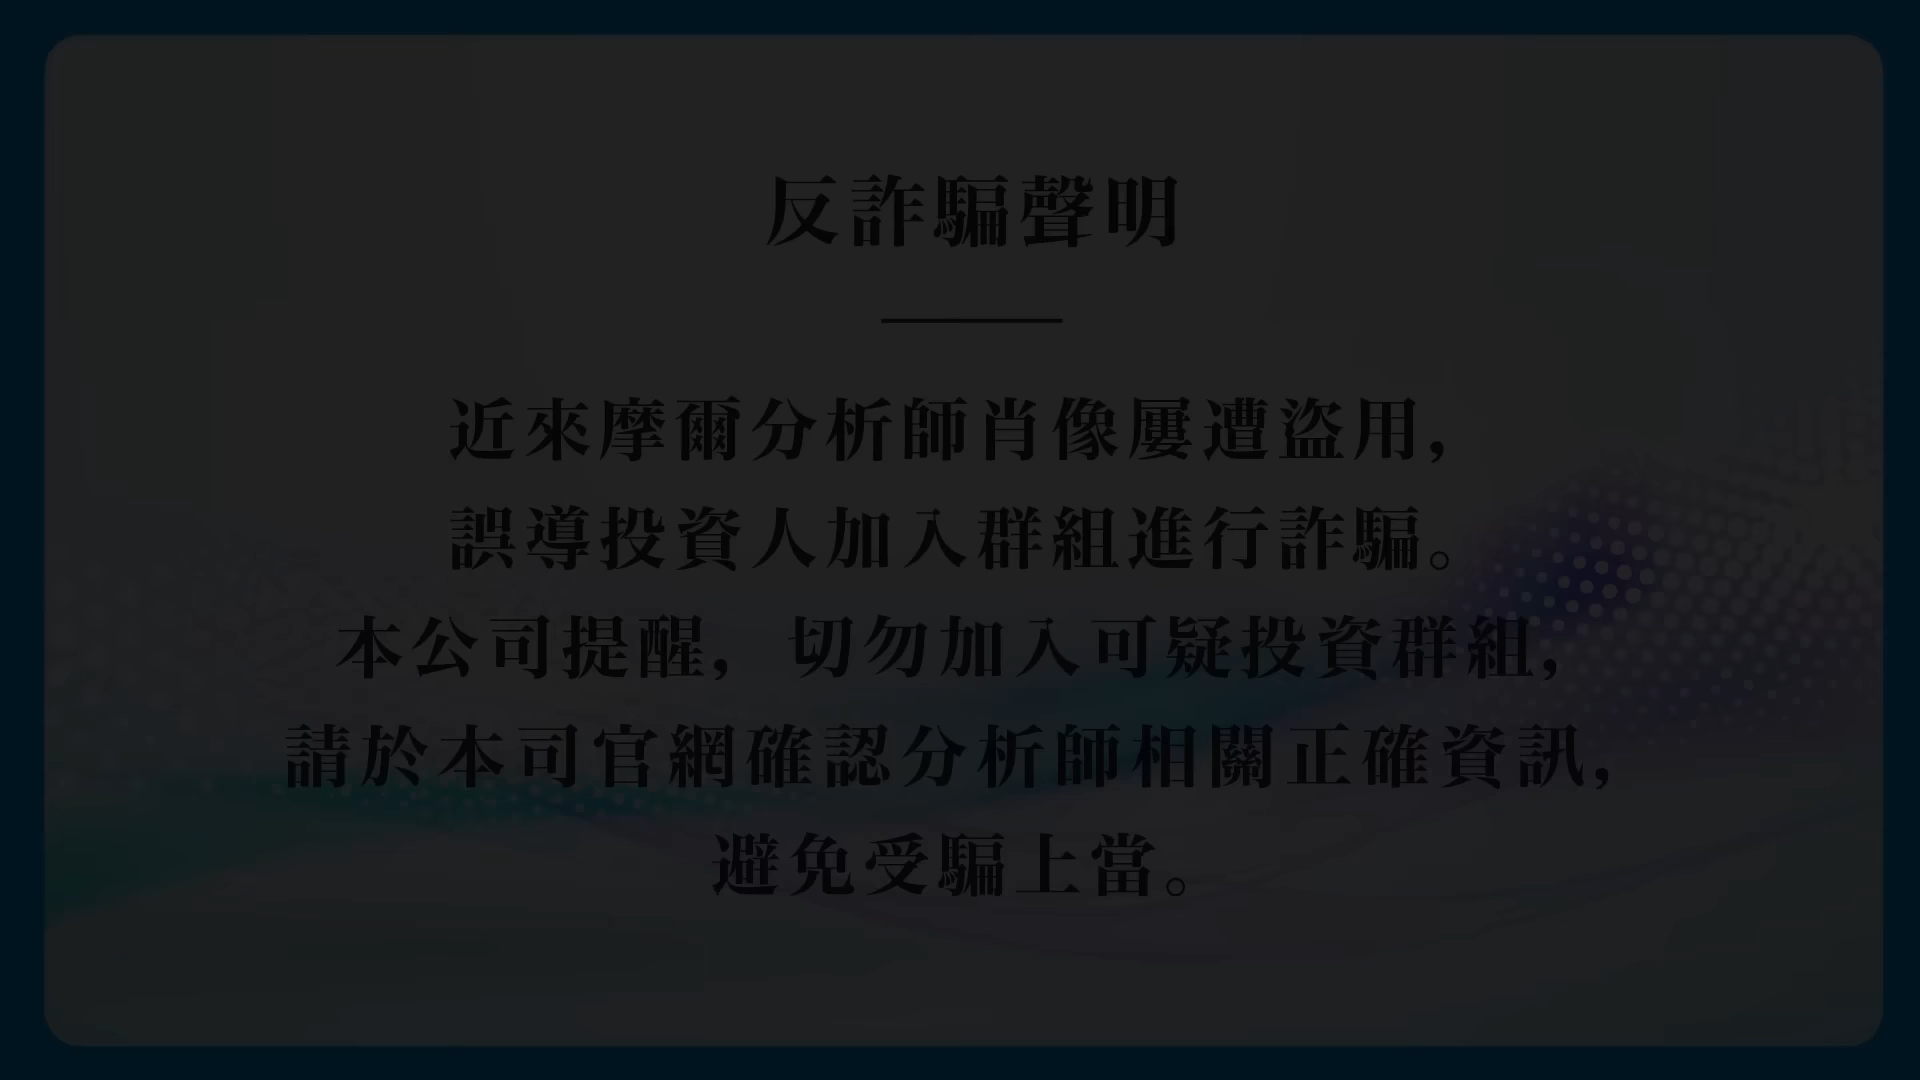 反詐騙聲明
近來摩爾分析師肖像屢遭盜用，
誤導投資人加入群組進行詐騙。
本公司提醒，切勿加入可疑投資群組，
請於本司官網確認分析師相關正確資訊，
避免受騙上當。